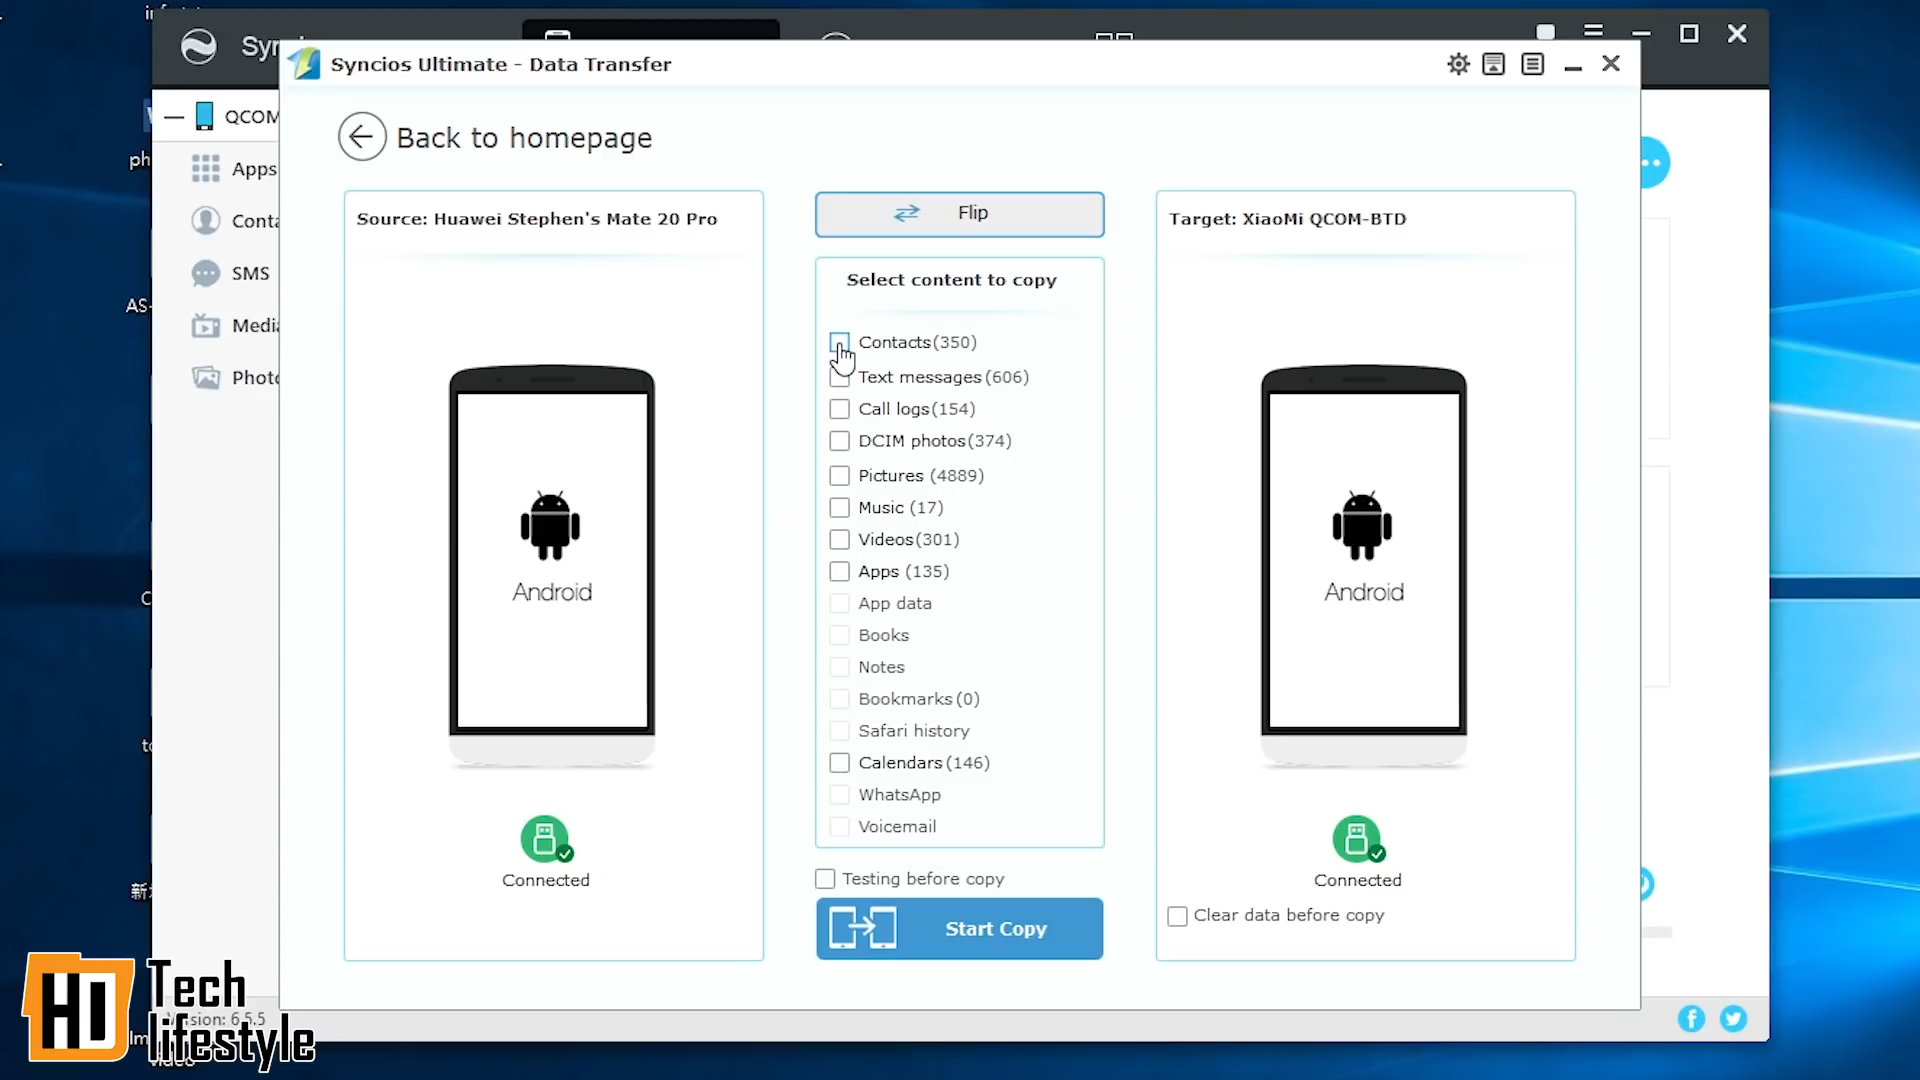 Syncios Ultimate - Data Transfer
QCOM
Back to homepage
Apps
SMS
Source: Huawei Stephen's Mate 20 Pro
Flip
Target: XiaoMi QCOM-BTD
Select content to copy
Contacts(350)
Text messages(606)
Call logs(154)
DCIM photos(374)
Pictures (4889)
Music (17)
Videos(301)
Apps (135)
App data
Books
Notes
Bookmarks(0)
Safari history
Calendars(146)
WhatsApp
Voicemail
Android
Android
Connected
Connected
Testing before copy
Clear data before copy
Start Copy
HD Tech
lifestyle